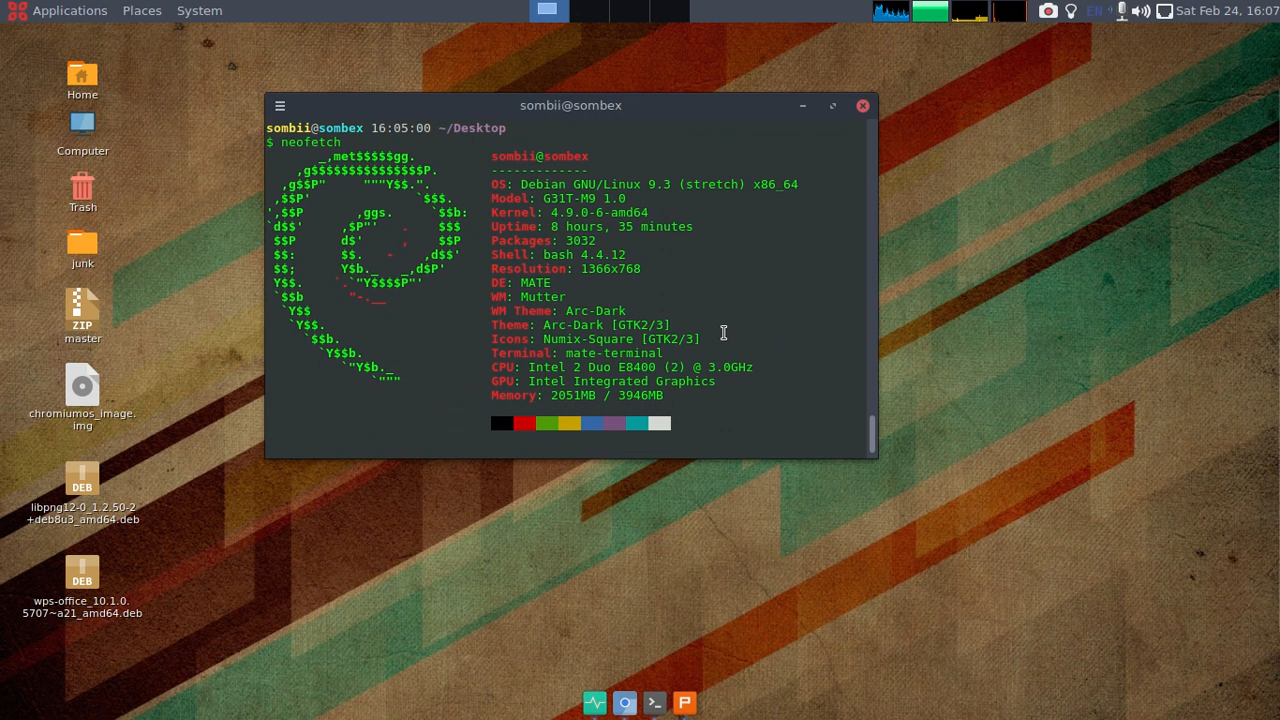 Applications Places System
EN
Sat Feb 24, 16:07
Home
Computer
Trash
junk
ZIP
master
chromiumos_image.
img
DEB
libpng12-0_1.2.50-2
+deb8u3_amd64.deb
DEB
wps-office_10.1.0.
5707~a21_amd64.deb
sombii@sombex
sombii@sombex 16:05:00 ~/Desktop
$ neofetch
         _,met$$$$$gg.
      ,g$$$$$$$$$$$$$$$P.
    ,g$$P"     """Y$$.".
   ,$$P'              `$$$.
 ',$$P       ,ggs.     `$$b:
 `d$$'     ,$P"'   .    $$$
  $$P      d$'     ,    $$P
  $$:      $$.   -    ,d$$'
  $$;      Y$b._   _,d$P'
  Y$$.    `.`"Y$$$$P"'
  `$$b      "-.__
   `Y$$
    `Y$$.
      `$$b.
        `Y$$b.
           `"Y$b._
               `"""
sombii@sombex
-------------
OS: Debian GNU/Linux 9.3 (stretch) x86_64
Model: G31T-M9 1.0
Kernel: 4.9.0-6-amd64
Uptime: 8 hours, 35 minutes
Packages: 3032
Shell: bash 4.4.12
Resolution: 1366x768
DE: MATE
WM: Mutter
WM Theme: Arc-Dark
Theme: Arc-Dark [GTK2/3]
Icons: Numix-Square [GTK2/3]
Terminal: mate-terminal
CPU: Intel 2 Duo E8400 (2) @ 3.0GHz
GPU: Intel Integrated Graphics
Memory: 2051MB / 3946MB